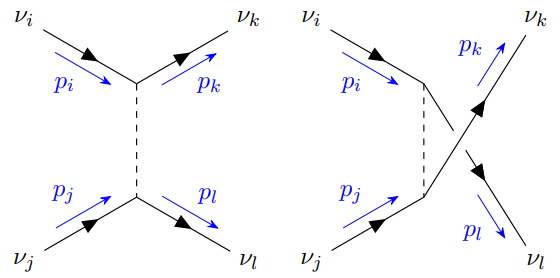 ν_i ν_k ν_i ν_k
p_i p_k p_i p_k
p_j p_l p_j p_l
ν_j ν_l ν_j ν_l